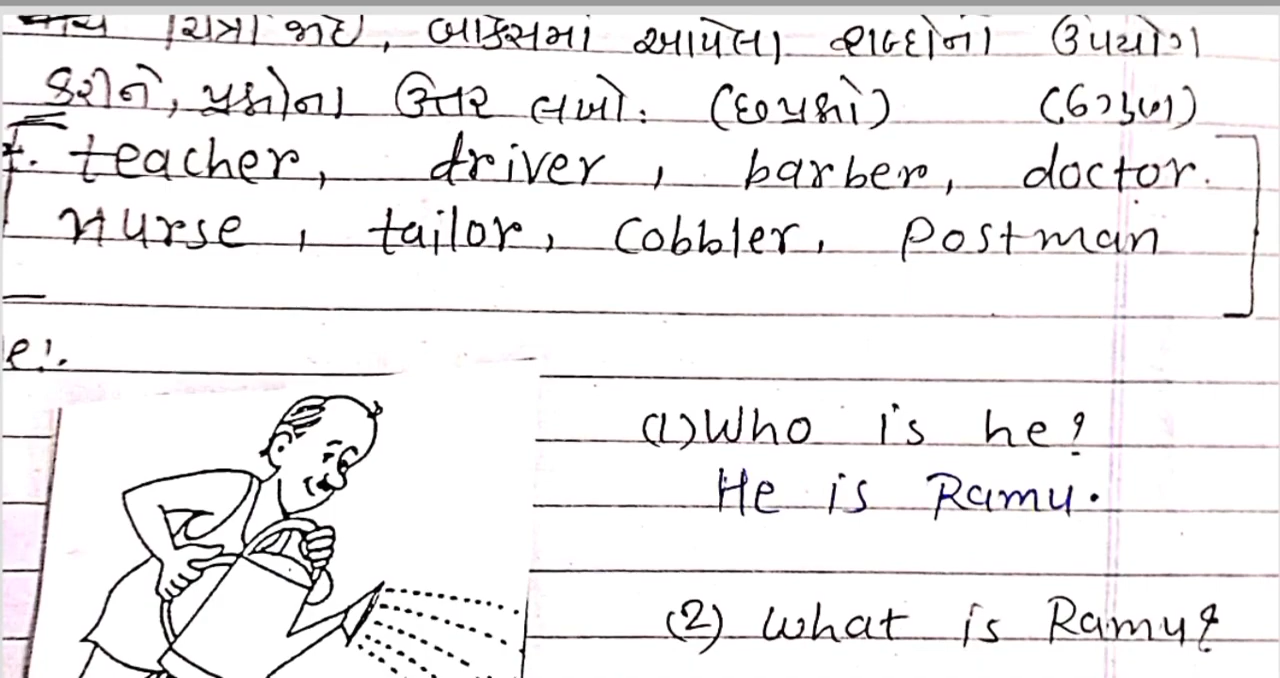 ચિત્રો જોઈ, બોક્સમાં આપેલા શબ્દોનો ઉપયોગ
કરીને, પ્રશ્નોના ઉત્તર લખો. (છ પ્રશ્નો) (6 ગુણ)
teacher, driver, barber, doctor.
nurse, tailor, cobbler, postman
e:.
(1) Who is he?
He is Ramu.
(2) What is Ramu?